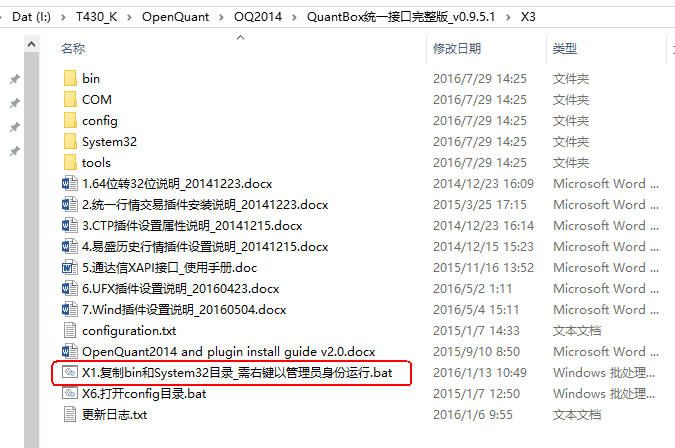 Dat (I:) > T430_K > OpenQuant > OQ2014 > QuantBox统一接口完整版_v0.9.5.1 > X3
名称 修改日期 类型
bin 2016/7/29 14:25 文件夹
COM 2016/7/29 14:25 文件夹
config 2016/7/29 14:25 文件夹
System32 2016/7/29 14:25 文件夹
tools 2016/7/29 14:25 文件夹
1.64位转32位说明_20141223.docx 2014/12/23 16:09 Microsoft Word ...
2.统一行情交易插件安装说明_20141223.docx 2015/3/25 17:15 Microsoft Word ...
3.CTP插件设置属性说明_20141215.docx 2014/12/23 16:14 Microsoft Word ...
4.易盛历史行情插件设置说明_20141215.docx 2014/12/15 15:23 Microsoft Word ...
5.通达信XAPI接口_使用手册.doc 2015/11/16 13:52 Microsoft Word ...
6.UFX插件设置说明_20160423.docx 2016/5/2 1:11 Microsoft Word ...
7.Wind插件设置说明_20160504.docx 2016/5/4 15:11 Microsoft Word ...
configuration.txt 2015/1/7 14:33 文本文档
OpenQuant2014 and plugin install guide v2.0.docx 2015/9/10 8:50 Microsoft Word ...
X1.复制bin和System32目录_需右键以管理员身份运行.bat 2016/1/13 10:49 Windows 批处理...
X6.打开config目录.bat 2015/1/7 12:50 Windows 批处理...
更新日志.txt 2016/1/6 9:55 文本文档